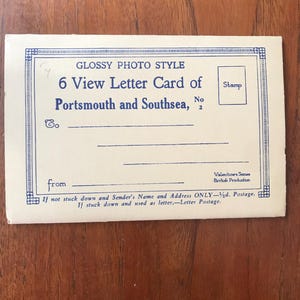 GLOSSY PHOTO STYLE
6 View Letter Card of
Portsmouth and Southsea, No 2
Stamp
To
Valentines Series
British Production
from
If not stuck down and Sender's Name and Address ONLY—½d. Postage.
If stuck down and used as letter,—Letter Postage.